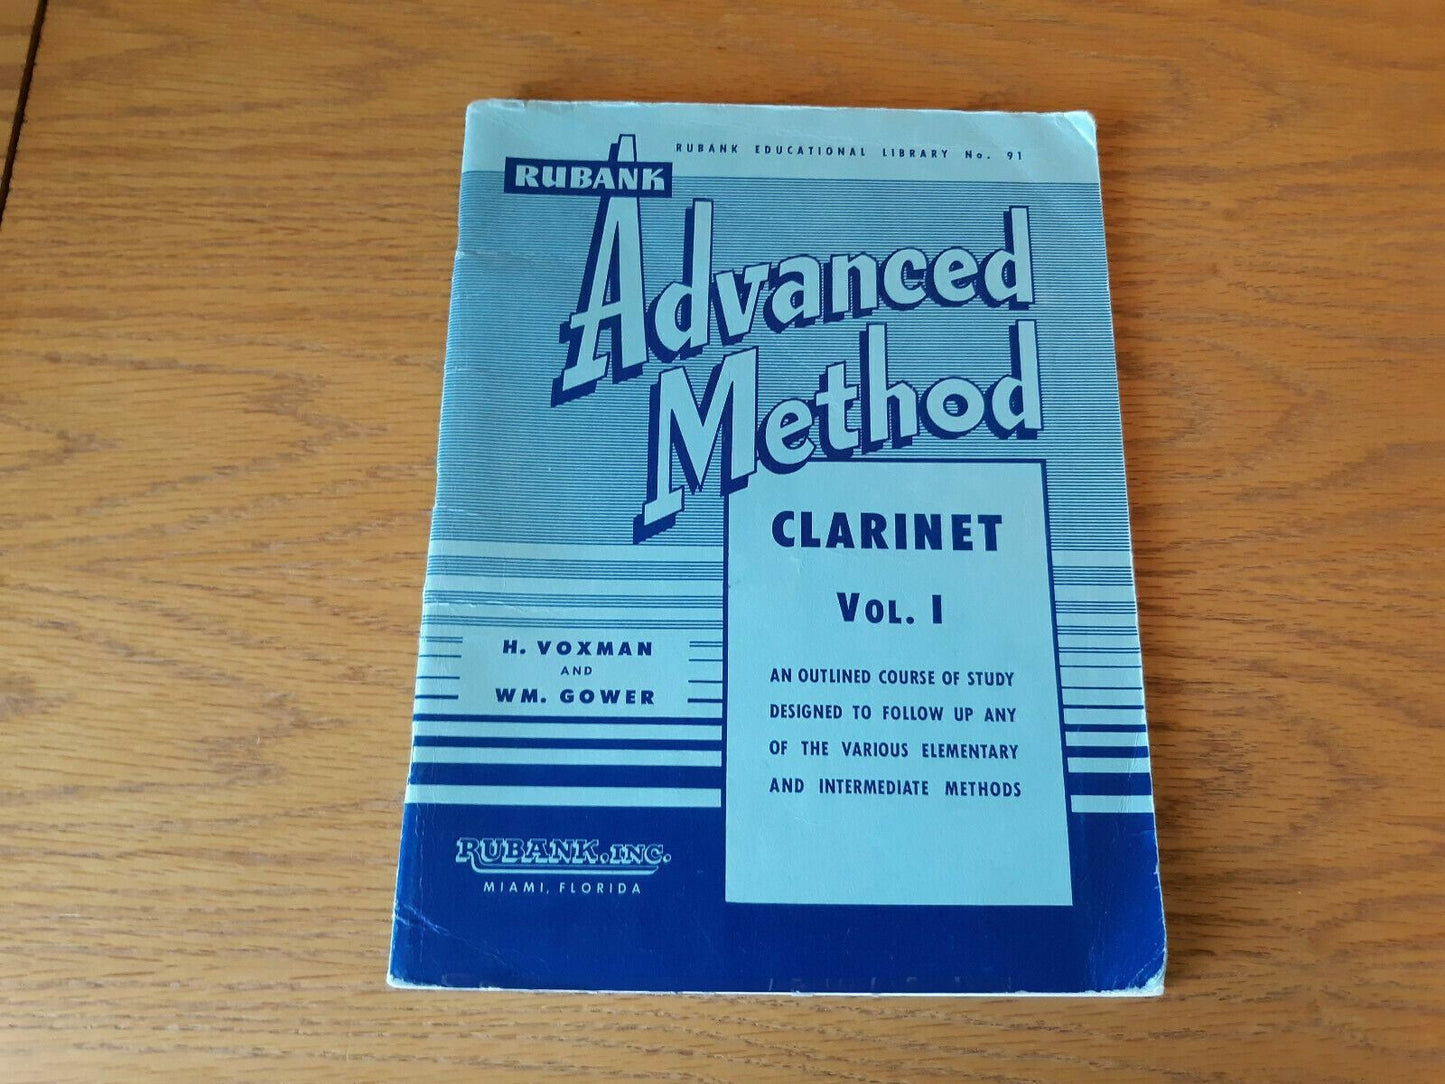 RUBANK EDUCATIONAL LIBRARY No. 91
RUBANK
Advanced
Method
CLARINET
VOL. I
H. VOXMAN
AND
WM. GOWER
AN OUTLINED COURSE OF STUDY
DESIGNED TO FOLLOW UP ANY
OF THE VARIOUS ELEMENTARY
AND INTERMEDIATE METHODS
RUBANK, INC.
MIAMI, FLORIDA